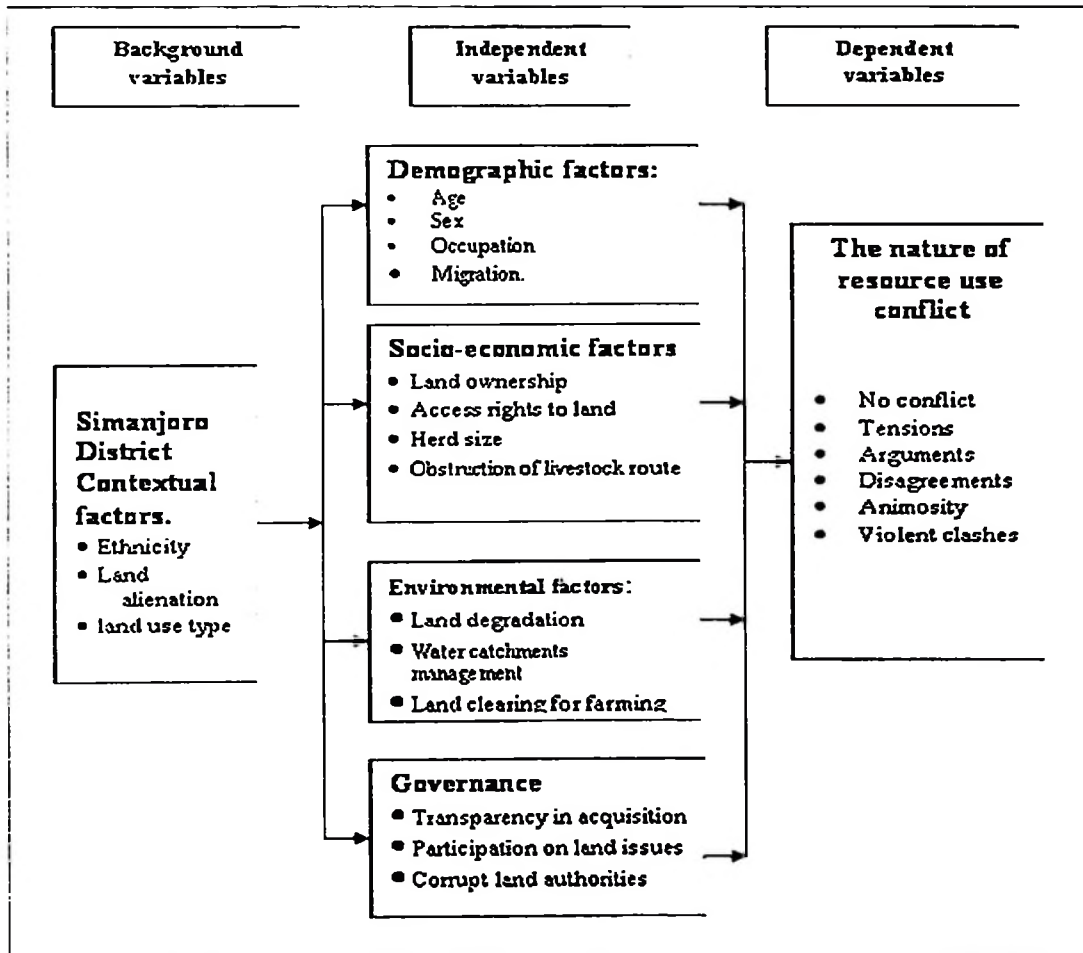 Background
variables
Independent
variables
Dependent
variables
Demographic factors:
• Age
• Sex
• Occupation
• Migration.
Socio-economic factors
• Land ownership
• Access rights to land
• Herd size
• Obstruction of livestock route
Simanjoro
District
Contextual
factors.
• Ethnicity
• Land
alienation
• land use type
Environmental factors:
• Land degradation
• Water catchments
management
• Land clearing for farming
Governance
• Transparency in acquisition
• Participation on land issues
• Corrupt land authorities
The nature of
resource use
conflict
• No conflict
• Tensions
• Arguments
• Disagreements
• Animosity
• Violent clashes